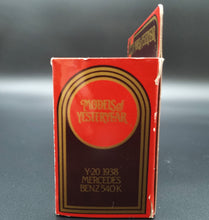 MODELS of
YESTERYEAR
Y-20 1938
MERCEDES
BENZ 540K